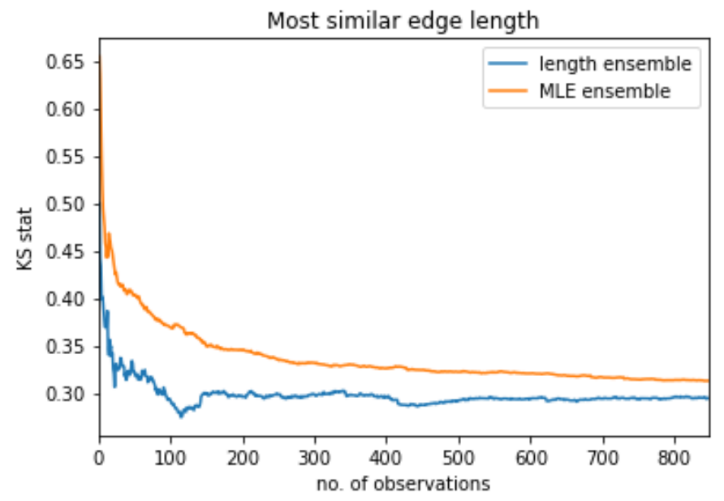 Most similar edge length
length ensemble
MLE ensemble
KS stat
0.65
0.60
0.55
0.50
0.45
0.40
0.35
0.30
0 100 200 300 400 500 600 700 800
no. of observations